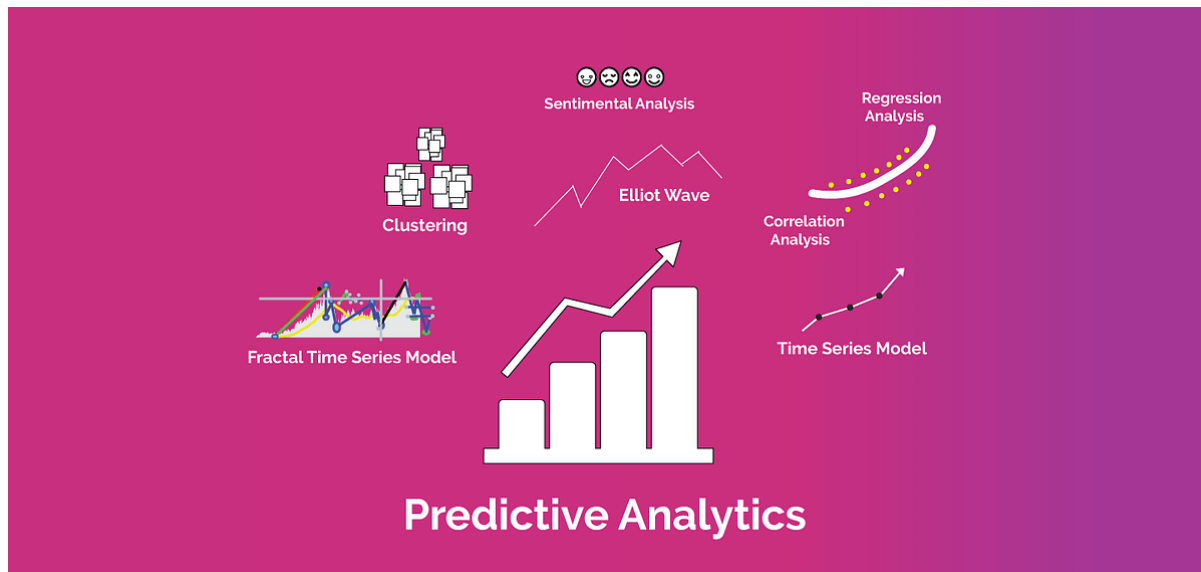 Sentimental Analysis
Regression
Analysis
Elliot Wave
Clustering
Correlation
Analysis
Fractal Time Series Model
Time Series Model
Predictive Analytics